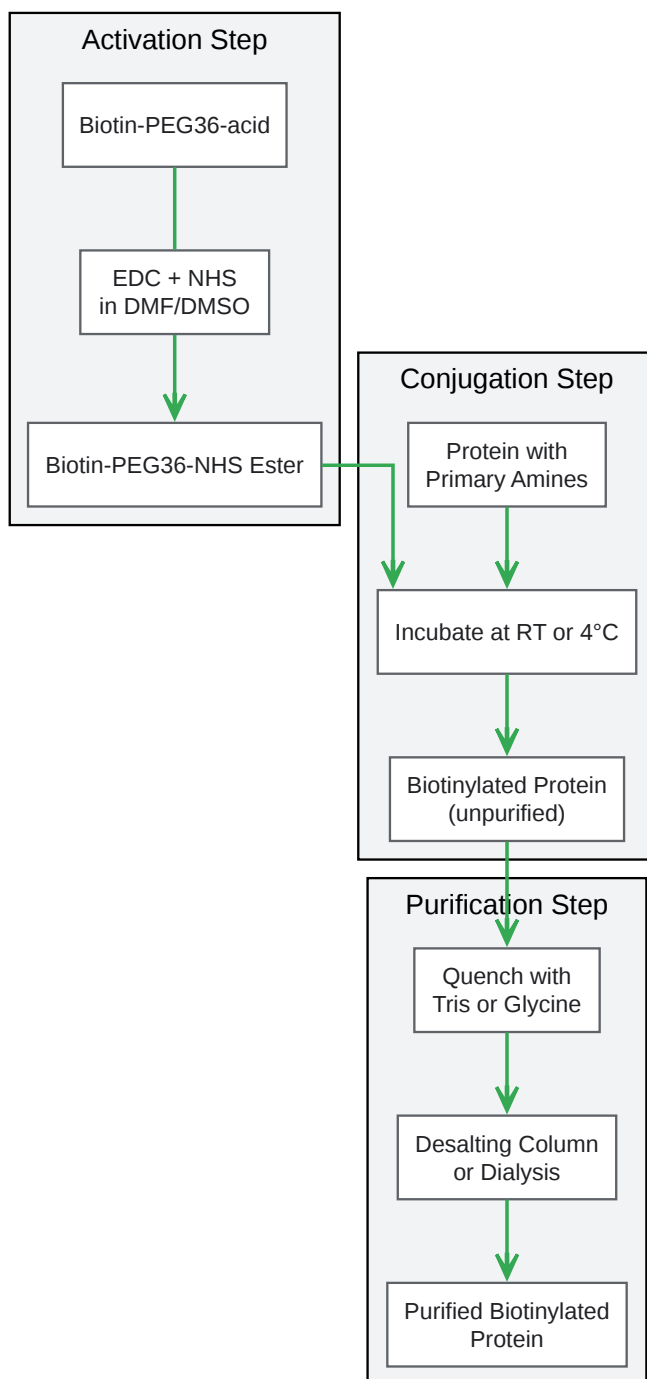 Activation Step
Biotin-PEG36-acid
EDC + NHS
in DMF/DMSO
Biotin-PEG36-NHS Ester
Conjugation Step
Protein with
Primary Amines
Incubate at RT or 4°C
Biotinylated Protein
(unpurified)
Purification Step
Quench with
Tris or Glycine
Desalting Column
or Dialysis
Purified Biotinylated
Protein